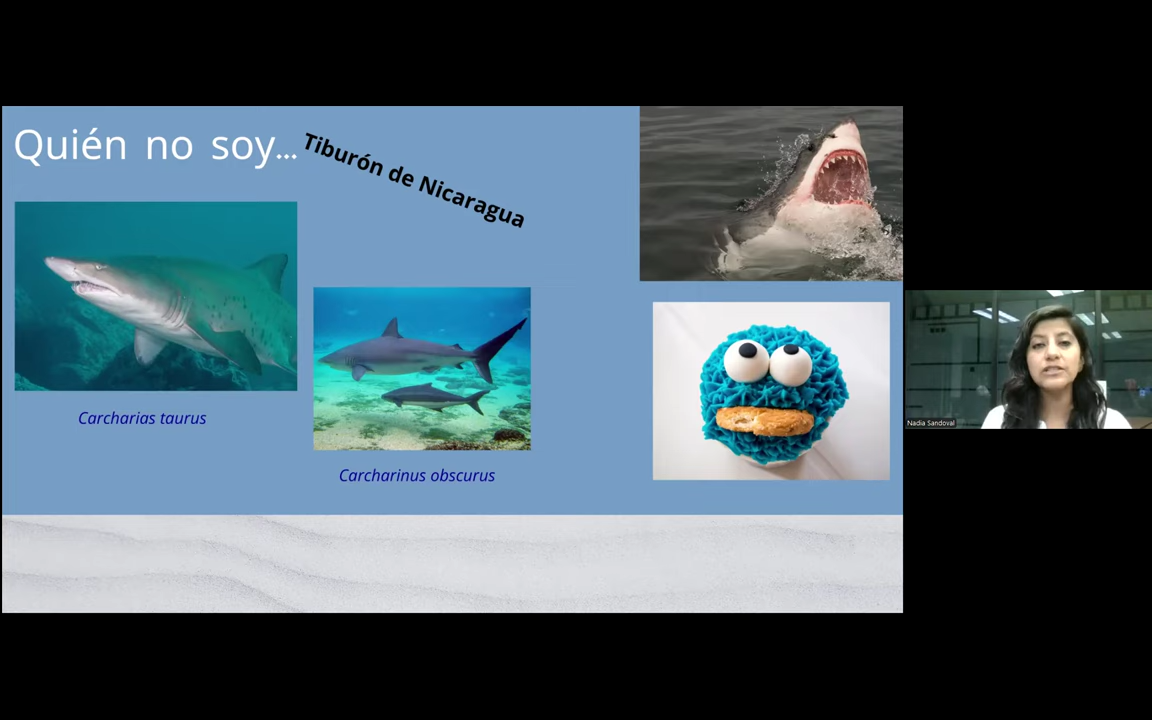 Quién no soy...
Tiburón de Nicaragua
Carcharias taurus
Carcharinus obscurus
Nadia Sandoval